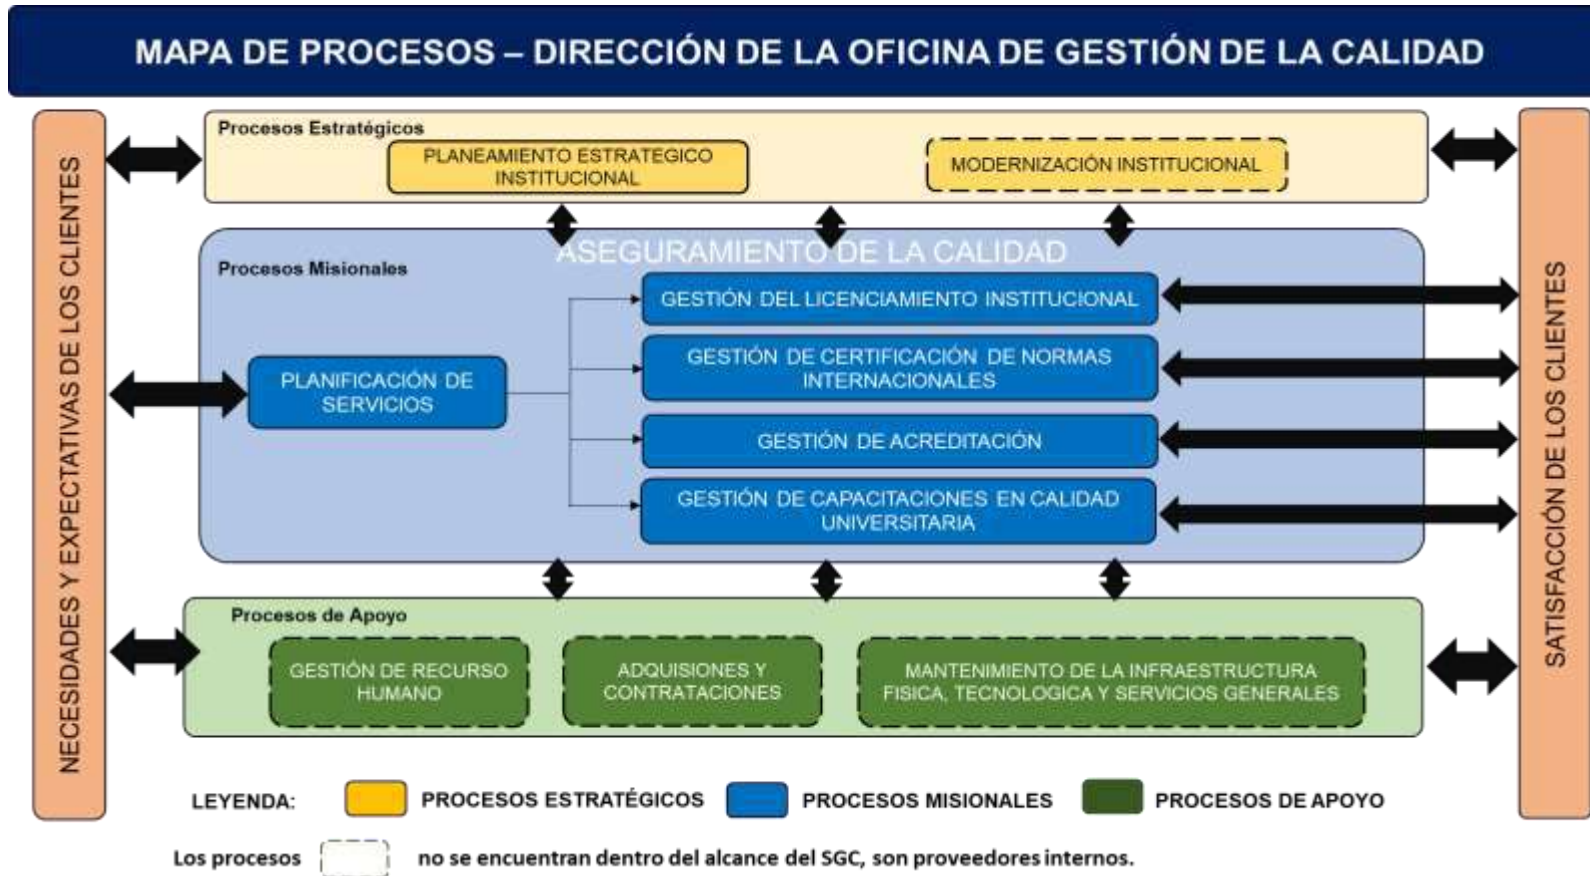 MAPA DE PROCESOS – DIRECCIÓN DE LA OFICINA DE GESTIÓN DE LA CALIDAD
NECESIDADES Y EXPECTATIVAS DE LOS CLIENTES
Procesos Estratégicos
PLANEAMIENTO ESTRATEGICO
INSTITUCIONAL
MODERNIZACIÓN INSTITUCIONAL
ASEGURAMIENTO DE LA CALIDAD
Procesos Misionales
PLANIFICACIÓN DE
SERVICIOS
GESTIÓN DEL LICENCIAMIENTO INSTITUCIONAL
GESTIÓN DE CERTIFICACIÓN DE NORMAS
INTERNACIONALES
GESTIÓN DE ACREDITACIÓN
GESTIÓN DE CAPACITACIONES EN CALIDAD
UNIVERSITARIA
Procesos de Apoyo
GESTIÓN DE RECURSO
HUMANO
ADQUISIONES Y
CONTRATACIONES
MANTENIMIENTO DE LA INFRAESTRUCTURA
FISICA, TECNOLOGICA Y SERVICIOS GENERALES
SATISFACCIÓN DE LOS CLIENTES
LEYENDA:
PROCESOS ESTRATÉGICOS
PROCESOS MISIONALES
PROCESOS DE APOYO
Los procesos no se encuentran dentro del alcance del SGC, son proveedores internos.